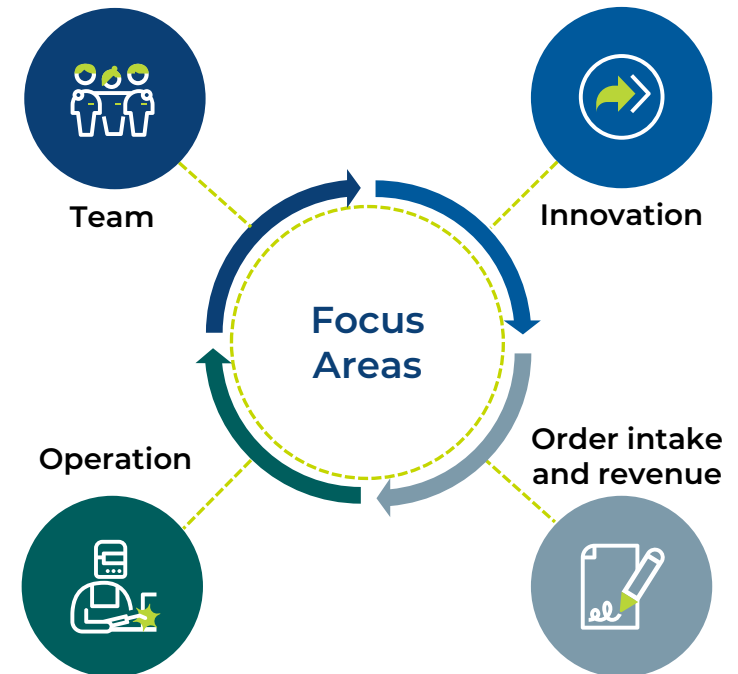 Team
Innovation
Focus
Areas
Operation
Order intake
and revenue